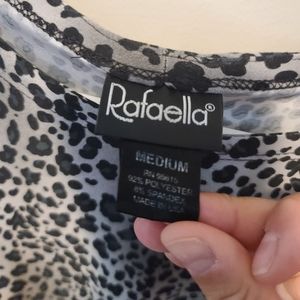 Rafaella®
MEDIUM
92% POLYESTER
8% SPANDEX
MADE IN USA